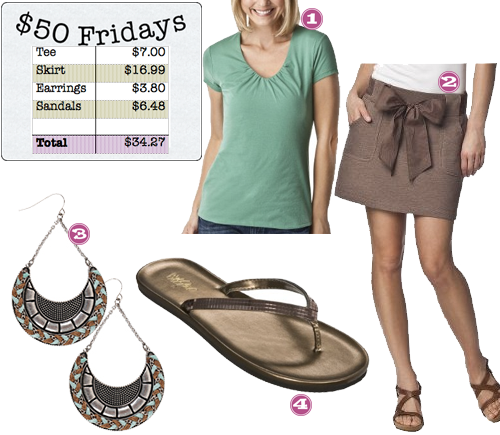 $50 Fridays
Tee $7.00
Skirt $16.99
Earrings $3.80
Sandals $6.48
Total $34.27
1
2
3
4